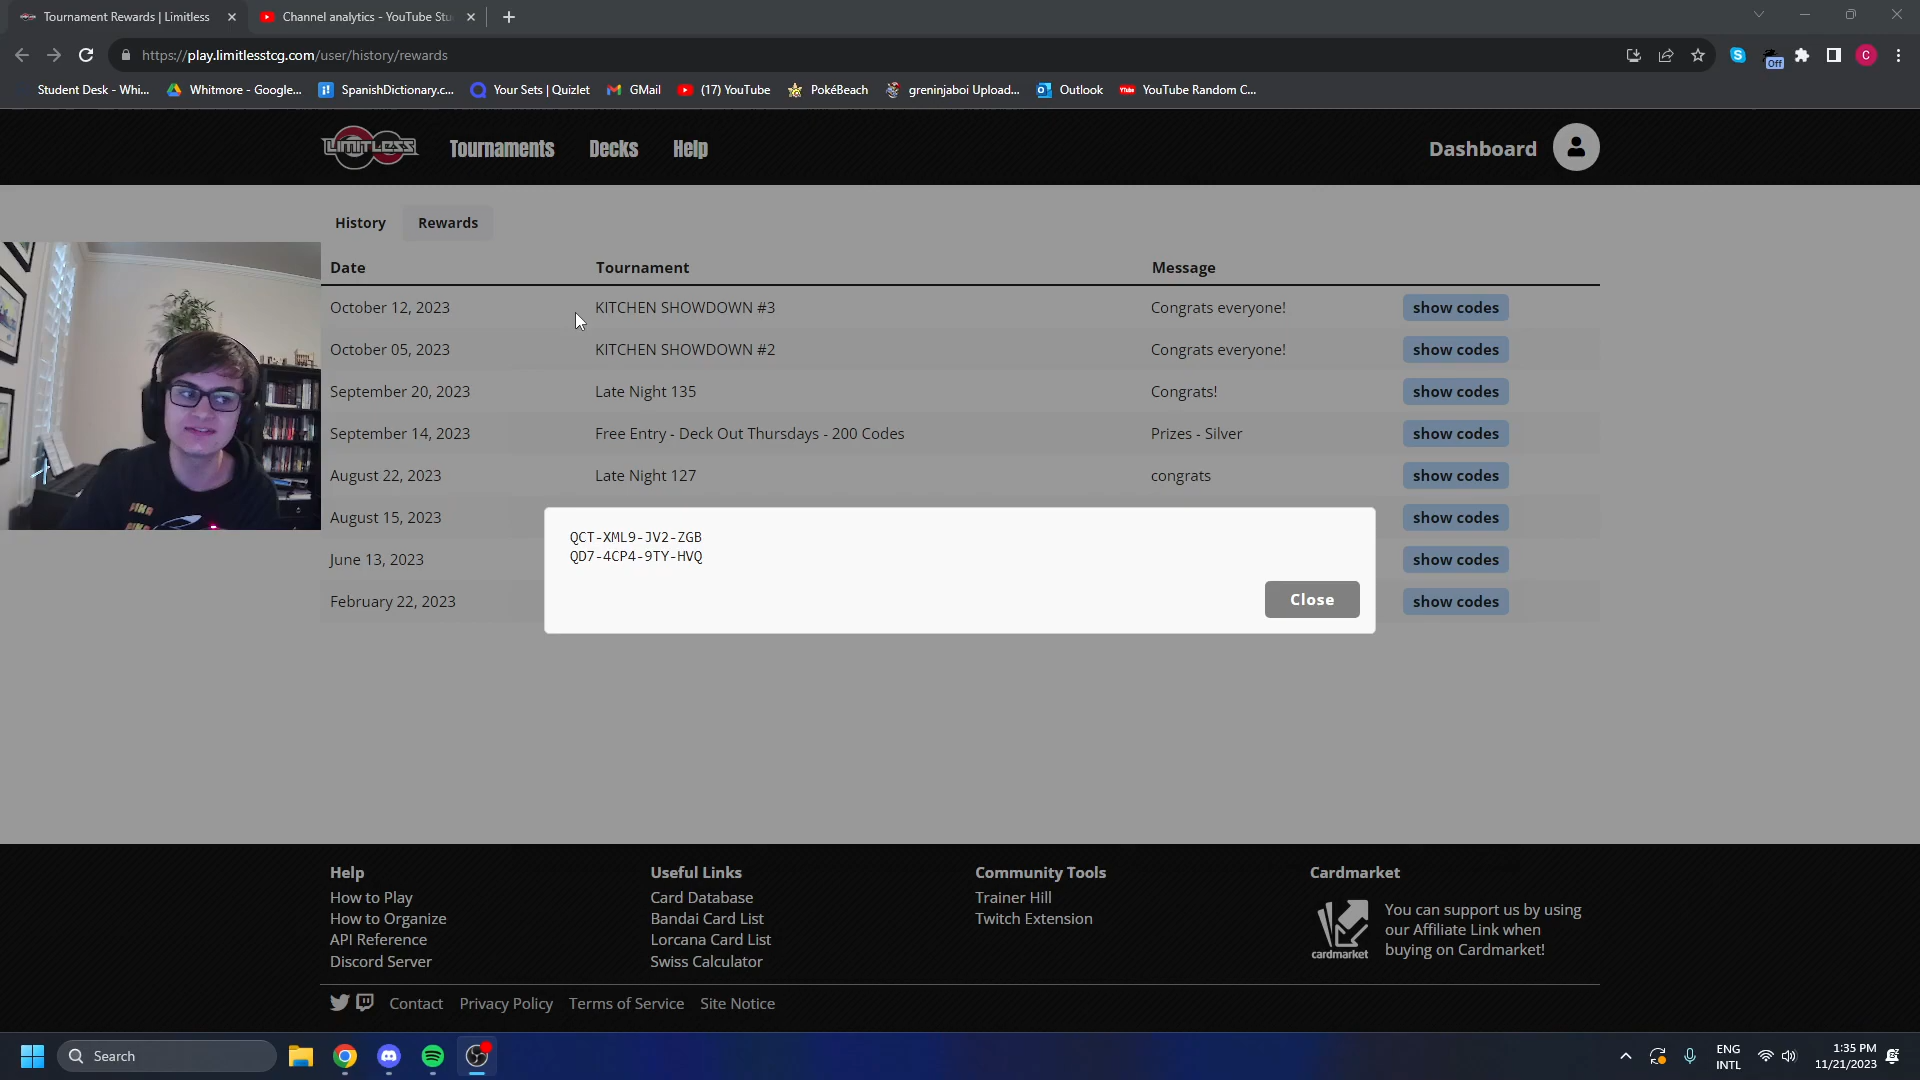 Tournament Rewards | Limitless
Channel analytics - YouTube Stu
https://play.limitlesstcg.com/user/history/rewards
Off
C
Student Desk - Whi...
Whitmore - Google...
SpanishDictionary.c...
Your Sets | Quizlet
GMail
(17) YouTube
PokéBeach
greninjaboi Upload...
Outlook
YouTube Random C...
LIMITLESS
Tournaments
Decks
Help
Dashboard
History
Rewards
Date
Tournament
Message
October 12, 2023
KITCHEN SHOWDOWN #3
Congrats everyone!
show codes
October 05, 2023
KITCHEN SHOWDOWN #2
Congrats everyone!
show codes
September 20, 2023
Late Night 135
Congrats!
show codes
September 14, 2023
Free Entry - Deck Out Thursdays - 200 Codes
Prizes - Silver
show codes
August 22, 2023
Late Night 127
congrats
show codes
August 15, 2023
show codes
June 13, 2023
show codes
February 22, 2023
show codes
QCT-XML9-JV2-ZGB
QD7-4CP4-9TY-HVQ
Close
Help
How to Play
How to Organize
API Reference
Discord Server
Useful Links
Card Database
Bandai Card List
Lorcana Card List
Swiss Calculator
Community Tools
Trainer Hill
Twitch Extension
Cardmarket
cardmarket
You can support us by using
our Affiliate Link when
buying on Cardmarket!
Contact
Privacy Policy
Terms of Service
Site Notice
Search
ENG
INTL
1:35 PM
11/21/2023